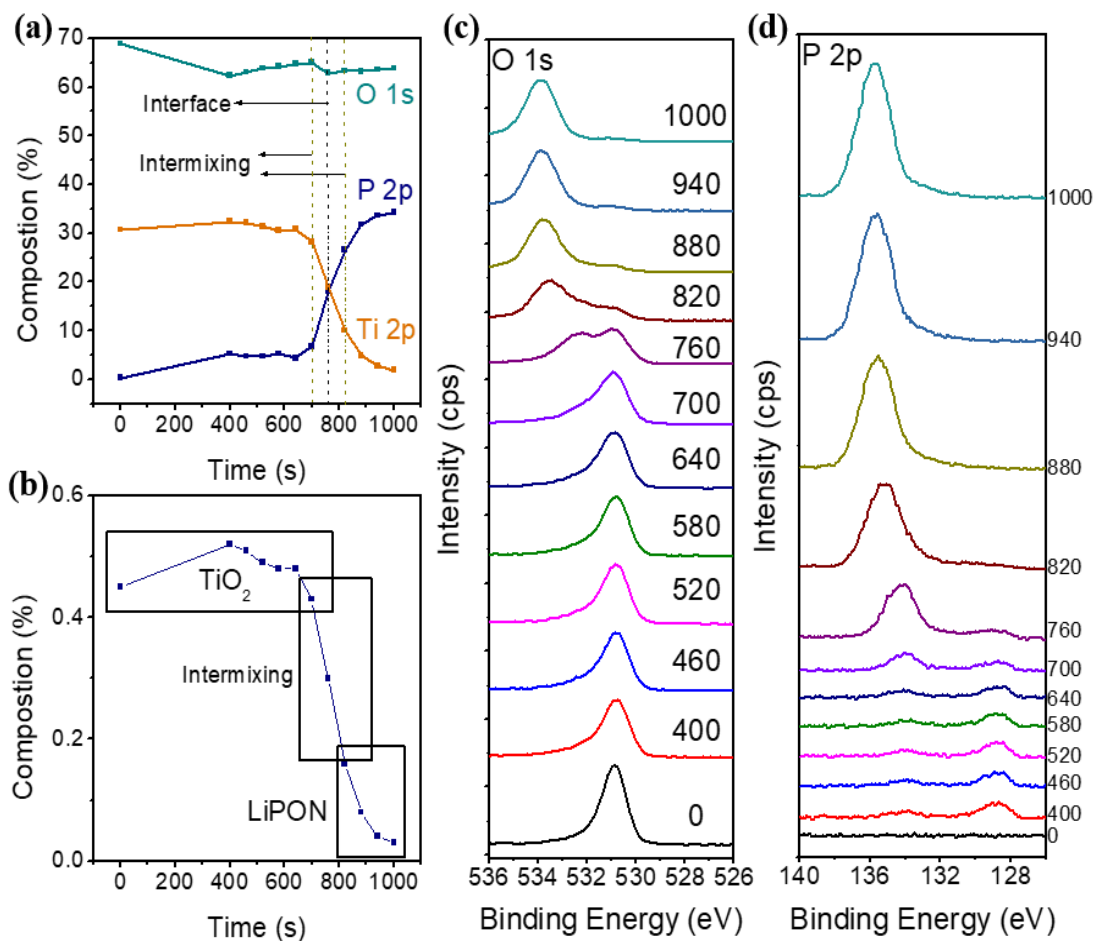 (a)
70
60
50
40
30
20
10
0
Compostion (%)
O 1s
Interface
Intermixing
P 2p
Ti 2p
0 200 400 600 800 1000
Time (s)
(b)
0.6
0.4
0.2
0.0
Compostion (%)
TiO2
Intermixing
LiPON
0 200 400 600 800 1000
Time (s)
(c)
O 1s
Intensity (cps)
1000
940
880
820
760
700
640
580
520
460
400
0
536 534 532 530 528 526
Binding Energy (eV)
(d)
P 2p
Intensity (cps)
1000
940
880
820
760
700
640
580
520
460
400
0
140 136 132 128
Binding Energy (eV)